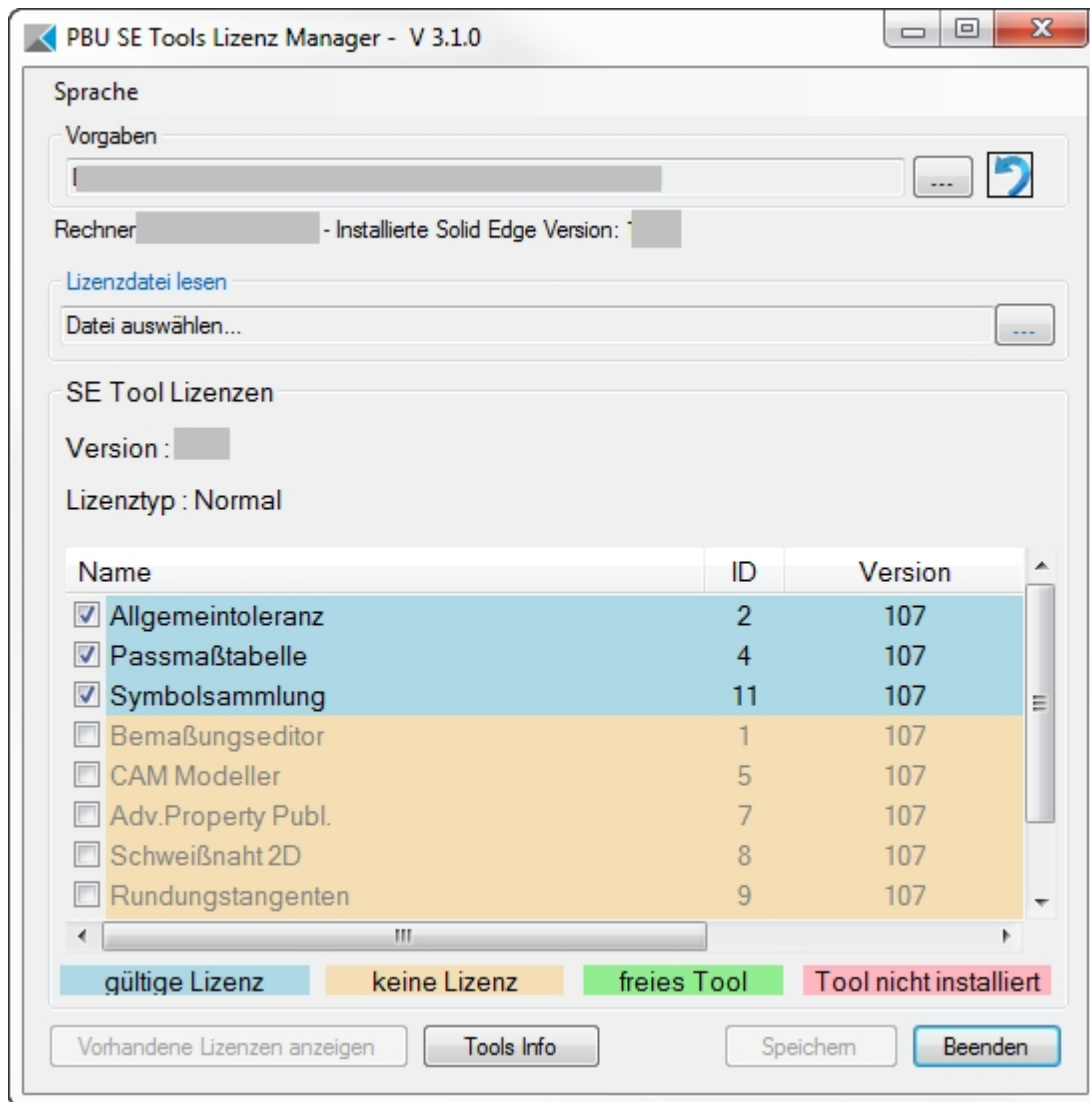 PBU SE Tools Lizenz Manager - V 3.1.0
Sprache
Vorgaben
...
Rechner - Installierte Solid Edge Version:
Lizenzdatei lesen
Datei auswählen... ...
SE Tool Lizenzen
Version :
Lizenztyp : Normal
Name ID Version
Allgemeintoleranz 2 107
Passmaßtabelle 4 107
Symbolsammlung 11 107
Bemaßungseditor 1 107
CAM Modeller 5 107
Adv.Property Publ. 7 107
Schweißnaht 2D 8 107
Rundungstangenten 9 107
gültige Lizenz keine Lizenz freies Tool Tool nicht installiert
Vorhandene Lizenzen anzeigen Tools Info Speichern Beenden